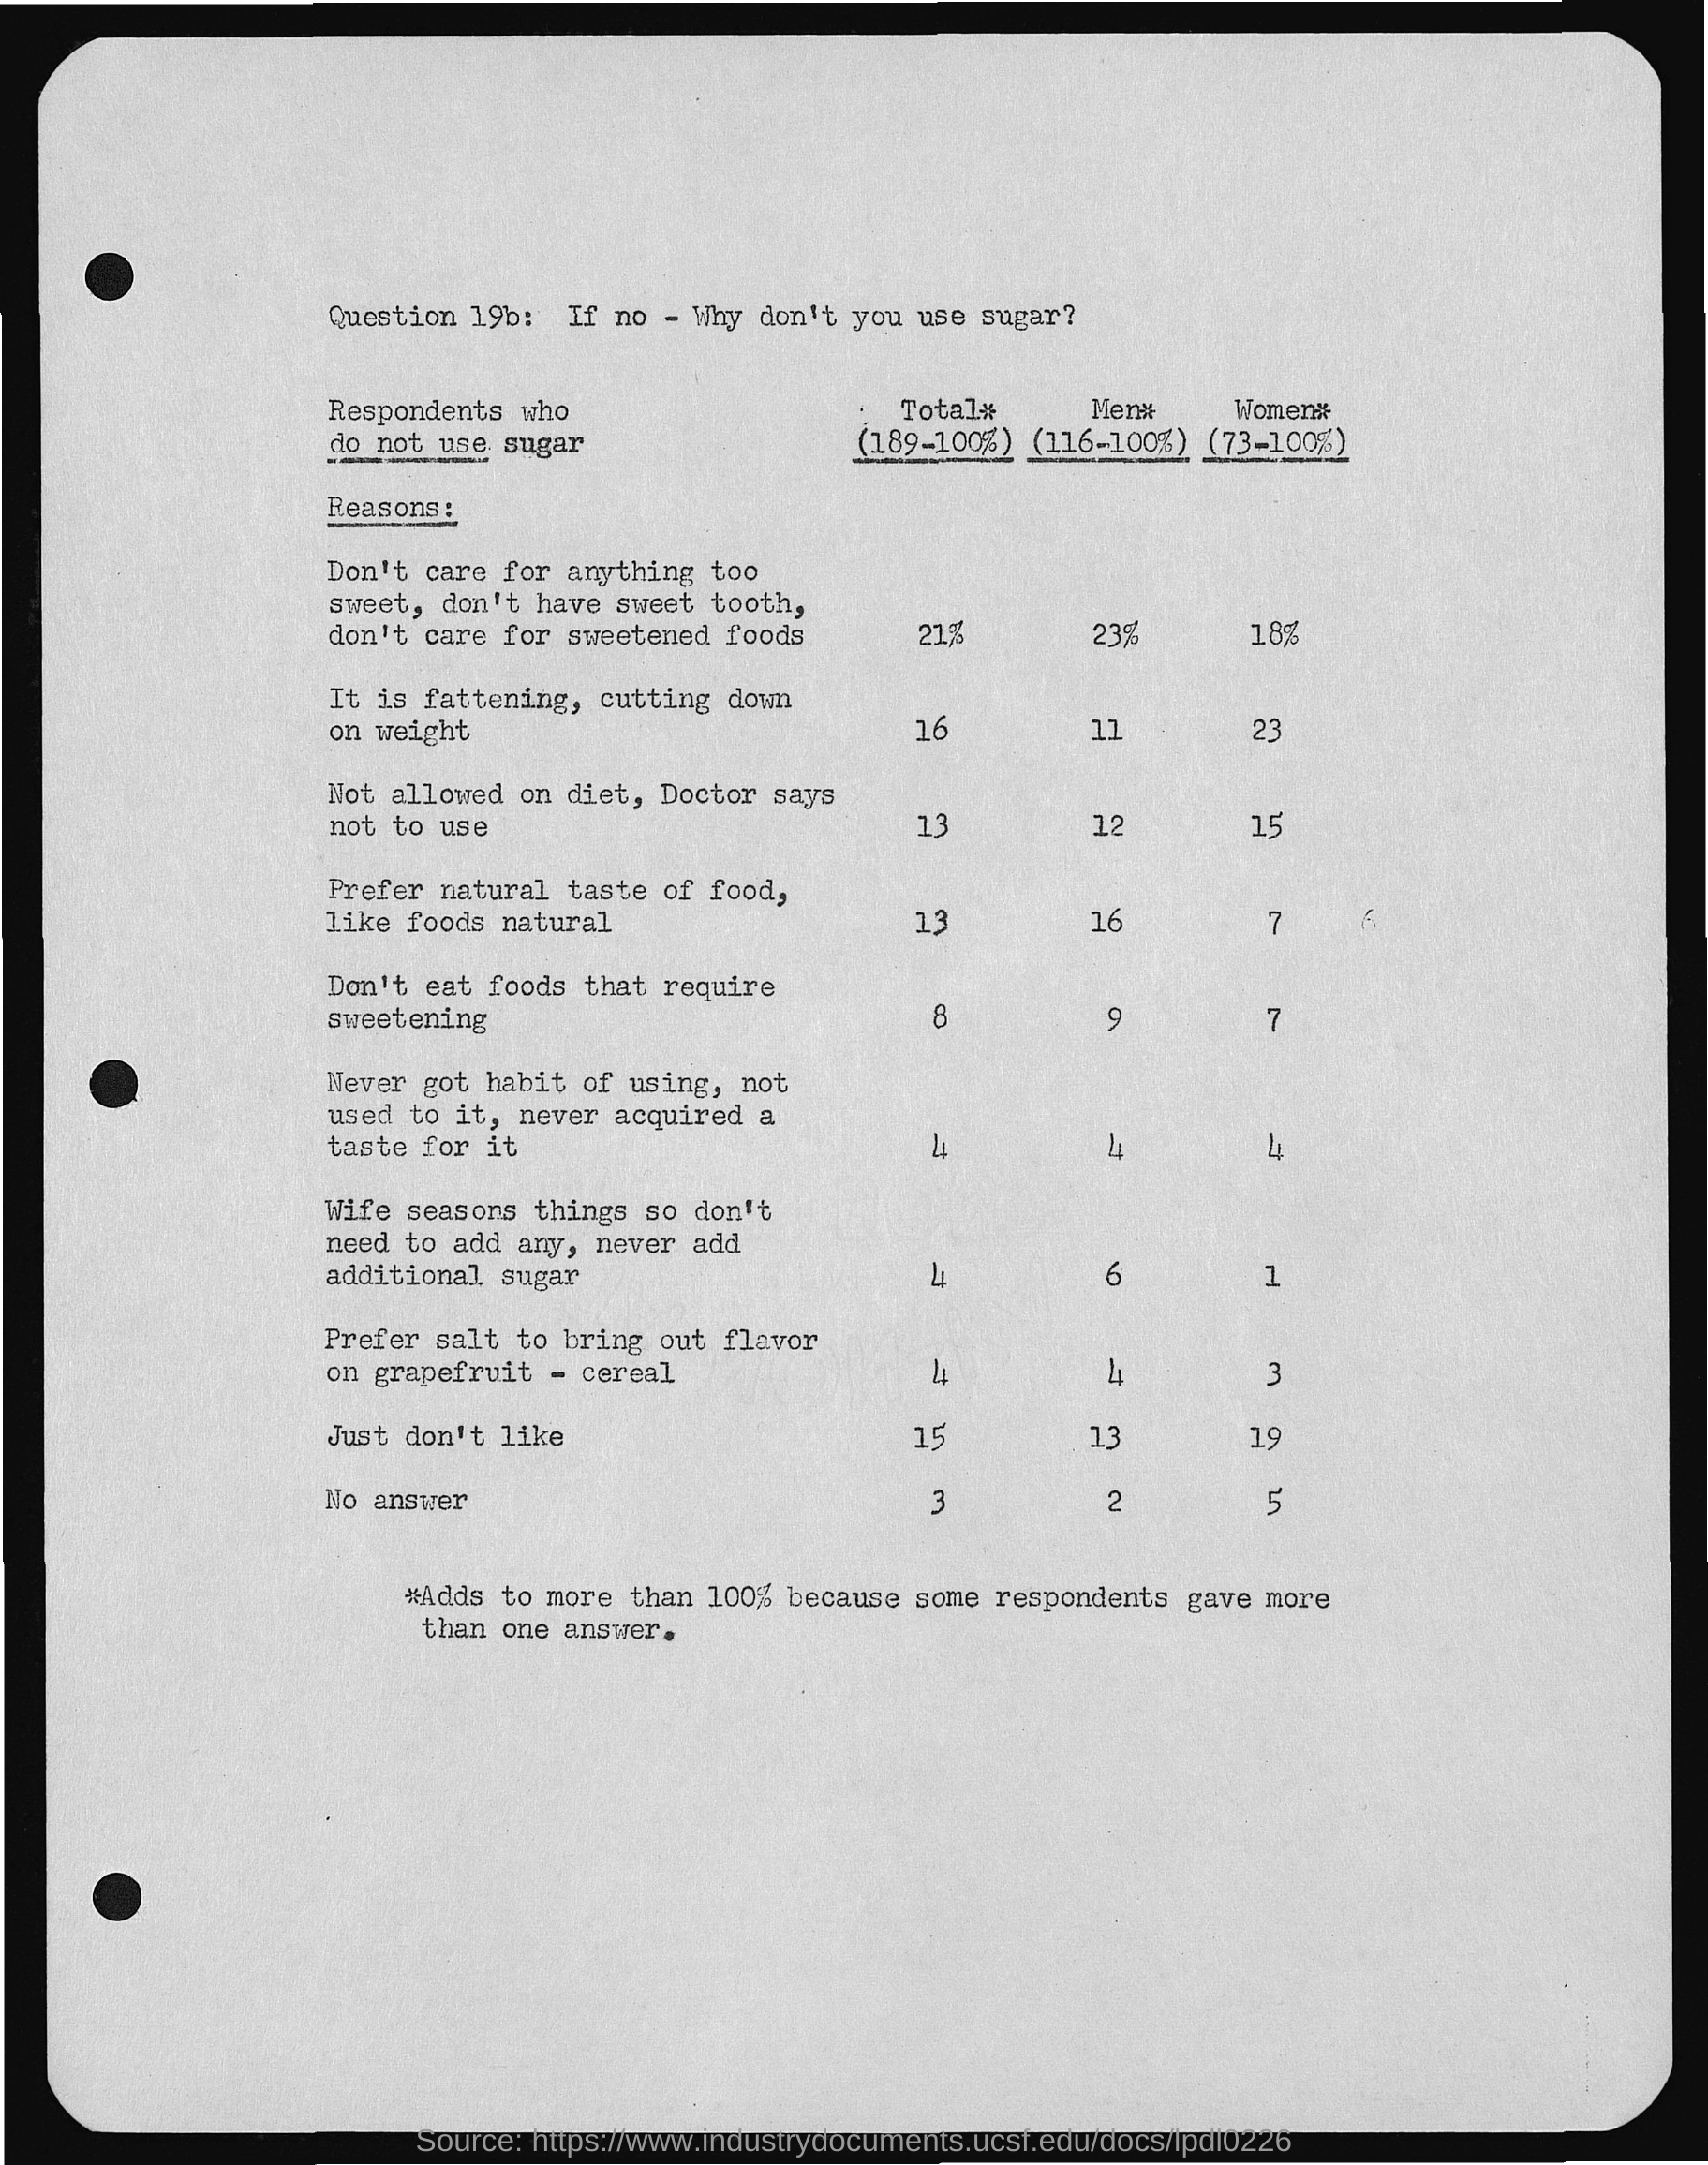 Question 19b: If no - Why don't you use sugar?
Respondents who Total* Men* Women*
do not use sugar (189-100%) (116-100%) (73-100%)
Reasons:
Don't care for anything too
sweet, don't have sweet tooth,
don't care for sweetened foods 21% 23% 18%
It is fattening, cutting down
on weight 16 11 23
Not allowed on diet, Doctor says
not to use 13 12 15
Prefer natural taste of food,
like foods natural 13 16 7
Don't eat foods that require
sweetening 8 9 7
Never got habit of using, not
used to it, never acquired a
taste for it 4 4 4
Wife seasons things so don't
need to add any, never add
additional sugar 4 6 1
Prefer salt to bring out flavor
on grapefruit - cereal 4 4 3
Just don't like 15 13 19
No answer 3 2 5
*Adds to more than 100% because some respondents gave more
than one answer.
Source: https://www.industrydocuments.ucsf.edu/docs/lpdl0226